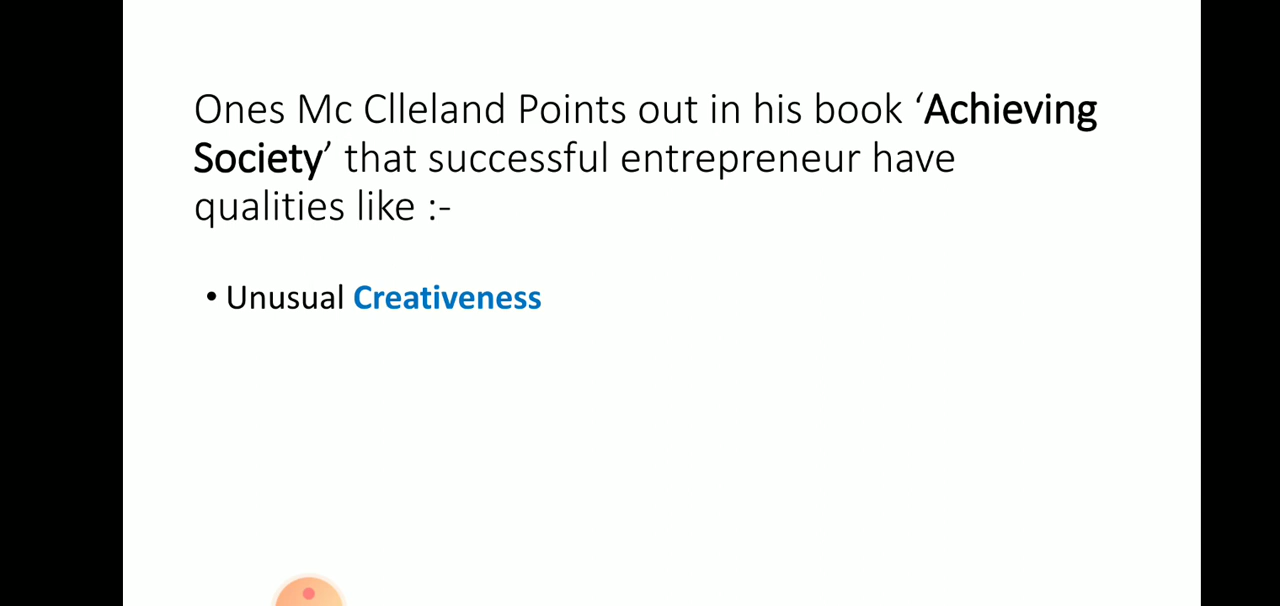 Ones Mc Clleland Points out in his book ‘Achieving
Society’ that successful entrepreneur have
qualities like :-
• Unusual Creativeness